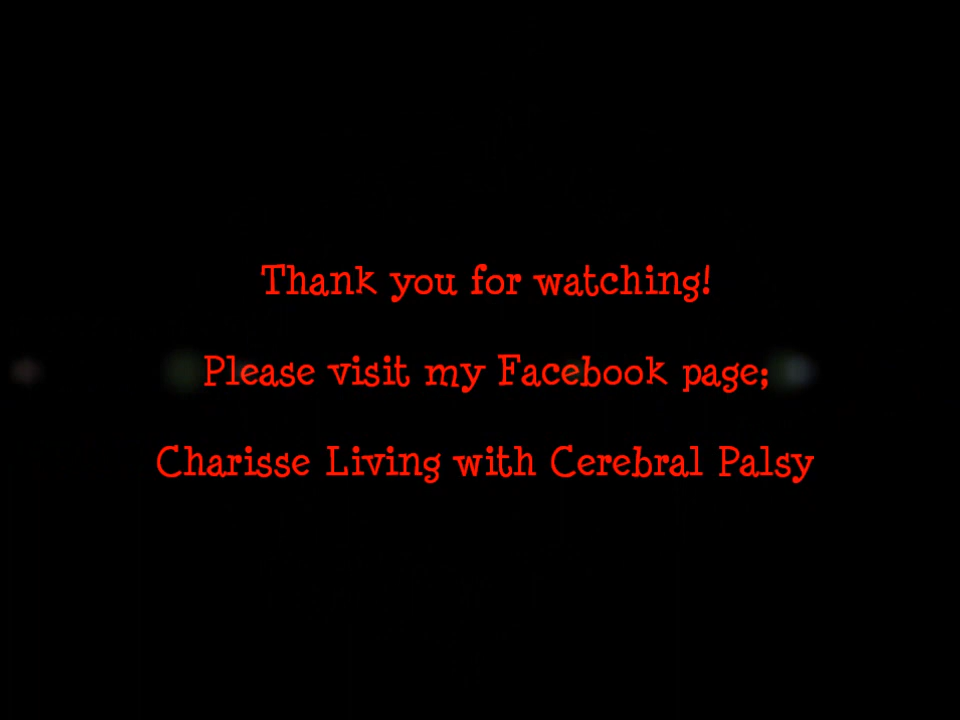 Thank you for watching!
Please visit my Facebook page;
Charisse Living with Cerebral Palsy